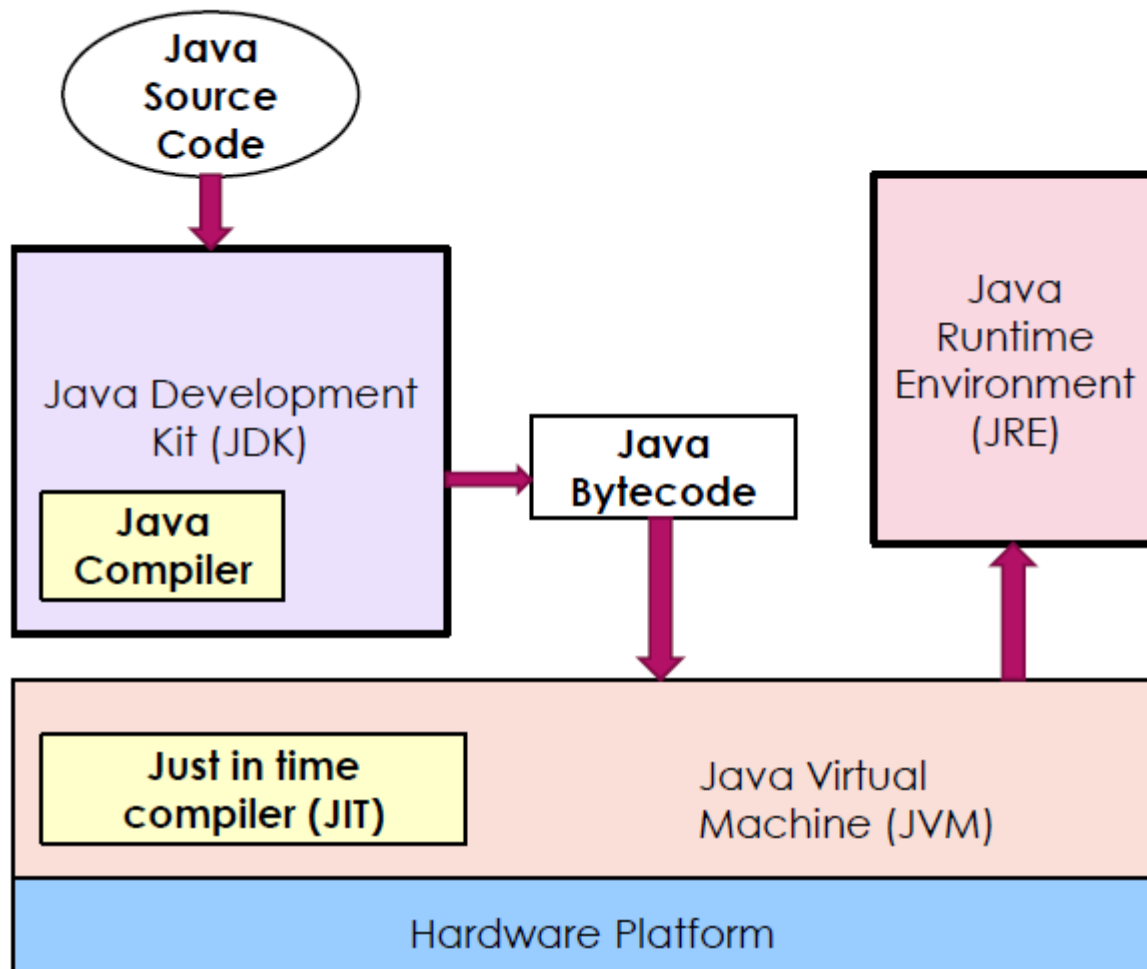 Java
Source
Code
Java Development
Kit (JDK)
Java
Compiler
Java
Bytecode
Java
Runtime
Environment
(JRE)
Just in time
compiler (JIT)
Java Virtual
Machine (JVM)
Hardware Platform